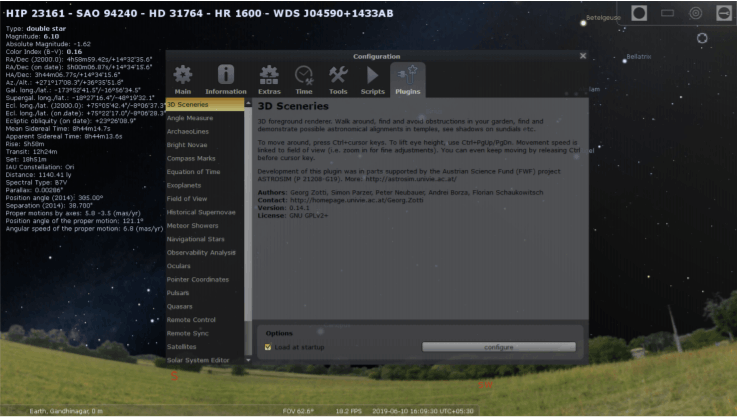 HIP 23161 - SAO 94240 - HD 31764 - HR 1600 - WDS J04590+1433AB
Type: double star
Magnitude: 6.10
Absolute Magnitude: -1.62
Color Index (B-V): 0.16
RA/Dec (J2000.0): 4h58m59.42s/+14°32'35.6"
RA/Dec (on date): 5h00m06.87s/+14°34'15.6"
HA/Dec: 3h44m06.77s/+14°34'15.6"
Az./Alt.: +271°17'08.3"/+36°35'51.8"
Gal. long./lat.: -173°52'41.5"/-16°56'34.5"
Supergal. long./lat.: -18°27'16.4"/-48°19'32.1"
Ecl. long./lat. (J2000.0): +75°05'42.4"/-8°06'37.3"
Ecl. long./lat. (on date): +75°22'17.0"/-8°06'28.3"
Ecliptic obliquity (on date): +23°26'08.9"
Mean Sidereal Time: 8h44m14.7s
Apparent Sidereal Time: 8h44m13.6s
Rise: 5h58m
Transit: 12h24m
Set: 18h51m
IAU Constellation: Ori
Distance: 1140.41 ly
Spectral Type: B7V
Parallax: 0.00286"
Position angle (2014): 305.00°
Separation (2014): 38.700"
Proper motions by axes: 5.8 -3.5 (mas/yr)
Position angle of the proper motion: 121.1°
Angular speed of the proper motion: 6.8 (mas/yr)
Betelgeuse
Bellatrix
Configuration
Main
Information
Extras
Time
Tools
Scripts
Plugins
3D Sceneries
Angle Measure
ArchaeoLines
Bright Novae
Compass Marks
Equation of Time
Exoplanets
Field of View
Historical Supernovae
Meteor Showers
Navigational Stars
Observability Analysis
Oculars
Pointer Coordinates
Pulsars
Quasars
Remote Control
Remote Sync
Satellites
Solar System Editor
3D Sceneries
3D foreground renderer. Walk around, find and avoid obstructions in your garden, find and
demonstrate possible astronomical alignments in temples, see shadows on sundials etc.
To move around, press Ctrl+cursor keys. To lift eye height, use Ctrl+PgUp/PgDn. Movement speed is
linked to field of view (i.e. zoom in for fine adjustments). You can even keep moving by releasing Ctrl
before cursor key.
Development of this plugin was in parts supported by the Austrian Science Fund (FWF) project
ASTROSIM (P 21208-G19). More: http://astrosim.univie.ac.at/
Authors: Georg Zotti, Simon Parzer, Peter Neubauer, Andrei Borza, Florian Schaukowitsch
Contact: http://homepage.univie.ac.at/Georg.Zotti
Version: 0.14.1
License: GNU GPLv2+
Options
Load at startup
configure
Earth, Gandhinagar, 0 m
FOV 62.6°
18.2 FPS
2019-06-10 16:09:30 UTC+05:30